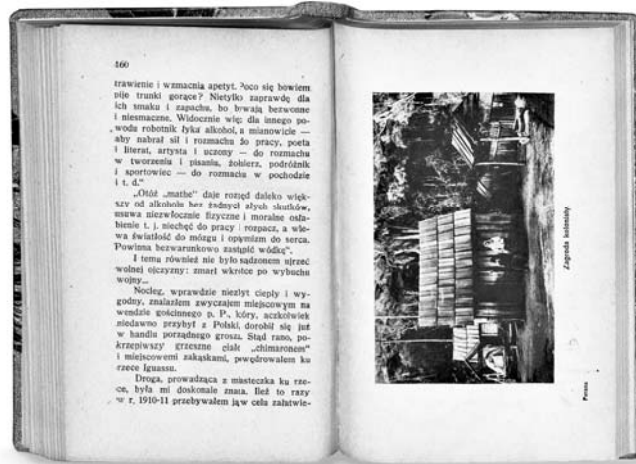 460
trawienie i wzmacnia apetyt. Poco się bowiem
pije trunki gorące? Nietylko zaprawdę dla
ich smaku i zapachu, bo bywają bezwonne
i niesmaczne. Widocznie więc dla innego po-
wodu robotnik łyka alkohol, a mianowicie —
aby nabrał sił i rozmachu do pracy, poeta
i literat, artysta i uczony — do rozmachu
w tworzeniu i pisaniu, żołnierz, podróżnik
i sportowiec — do rozmachu w pochodzie
i t. d."
„Otóż „mathe" daje rozpęd daleko więk-
szy od alkoholu bez żadnych złych skutków,
usuwa niezwłocznie fizyczne i moralne osła-
bienie t. j. niechęć do pracy i rozpacz, a wle-
wa światłość do mózgu i optymizm do serca.
Powinna bezwarunkowo zastąpić wódkę".
I temu również nie było sądzonem ujrzeć
wolnej ojczyzny: zmarł wkrótce po wybuchu
wojny...
Nocleg, wprawdzie niezbyt ciepły i wy-
godny, znalazłem zwyczajem miejscowym na
wendzie gościnnego p. P., kóry, aczkolwiek
niedawno przybył z Polski, dorobił się już
w handlu porządnego grosza. Stąd rano, po-
krzepiwszy grzeszne ciało „chimaronem"
i miejscowemi zakąskami, powędrowałem ku
rzece Iguassu.
Droga, prowadząca z miasteczka ku rze-
ce, była mi doskonale znana. Ileż to razy
w r. 1910-11 przebywałem ją w celu załatwie-
Zagroda kolonisty
Parana